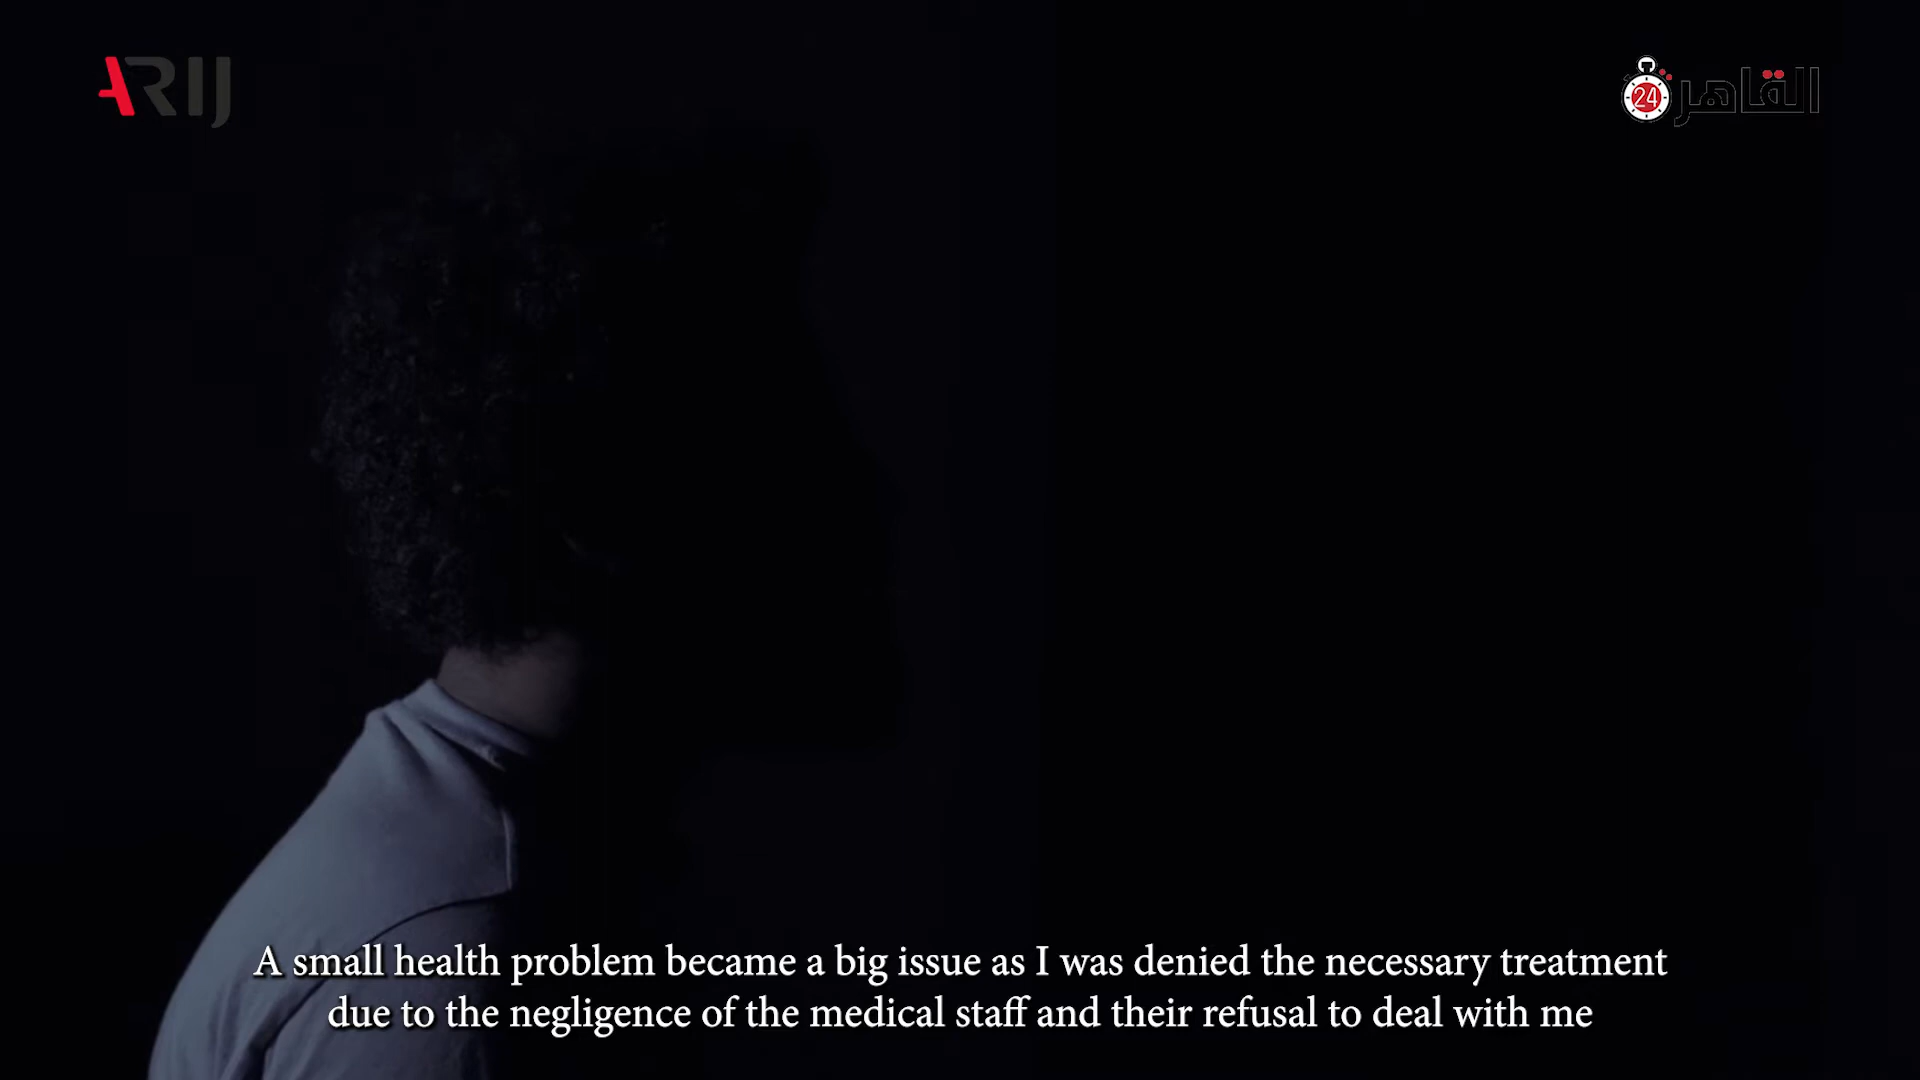 ARIJ
القاهرة 24
A small health problem became a big issue as I was denied the necessary treatment
due to the negligence of the medical staff and their refusal to deal with me